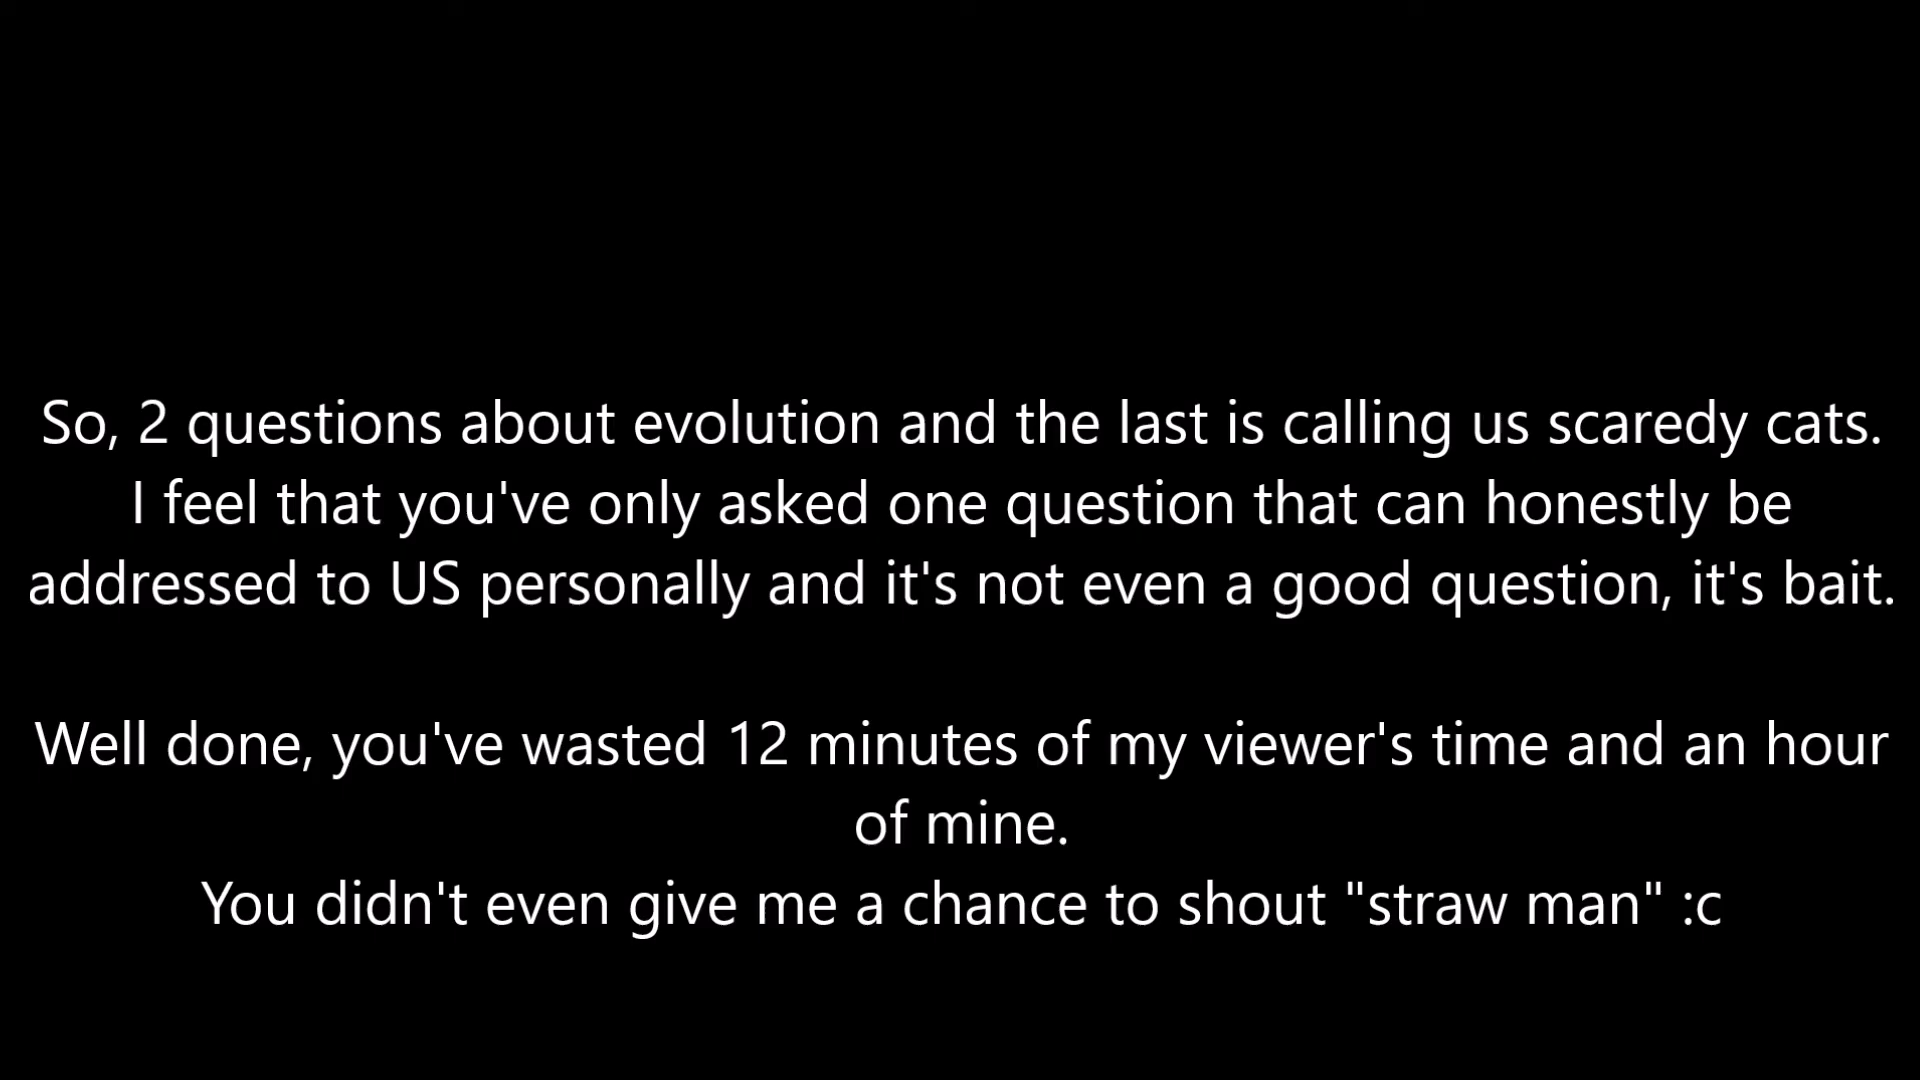 So, 2 questions about evolution and the last is calling us scaredy cats.
I feel that you've only asked one question that can honestly be
addressed to US personally and it's not even a good question, it's bait.
Well done, you've wasted 12 minutes of my viewer's time and an hour
of mine.
You didn't even give me a chance to shout "straw man" :c